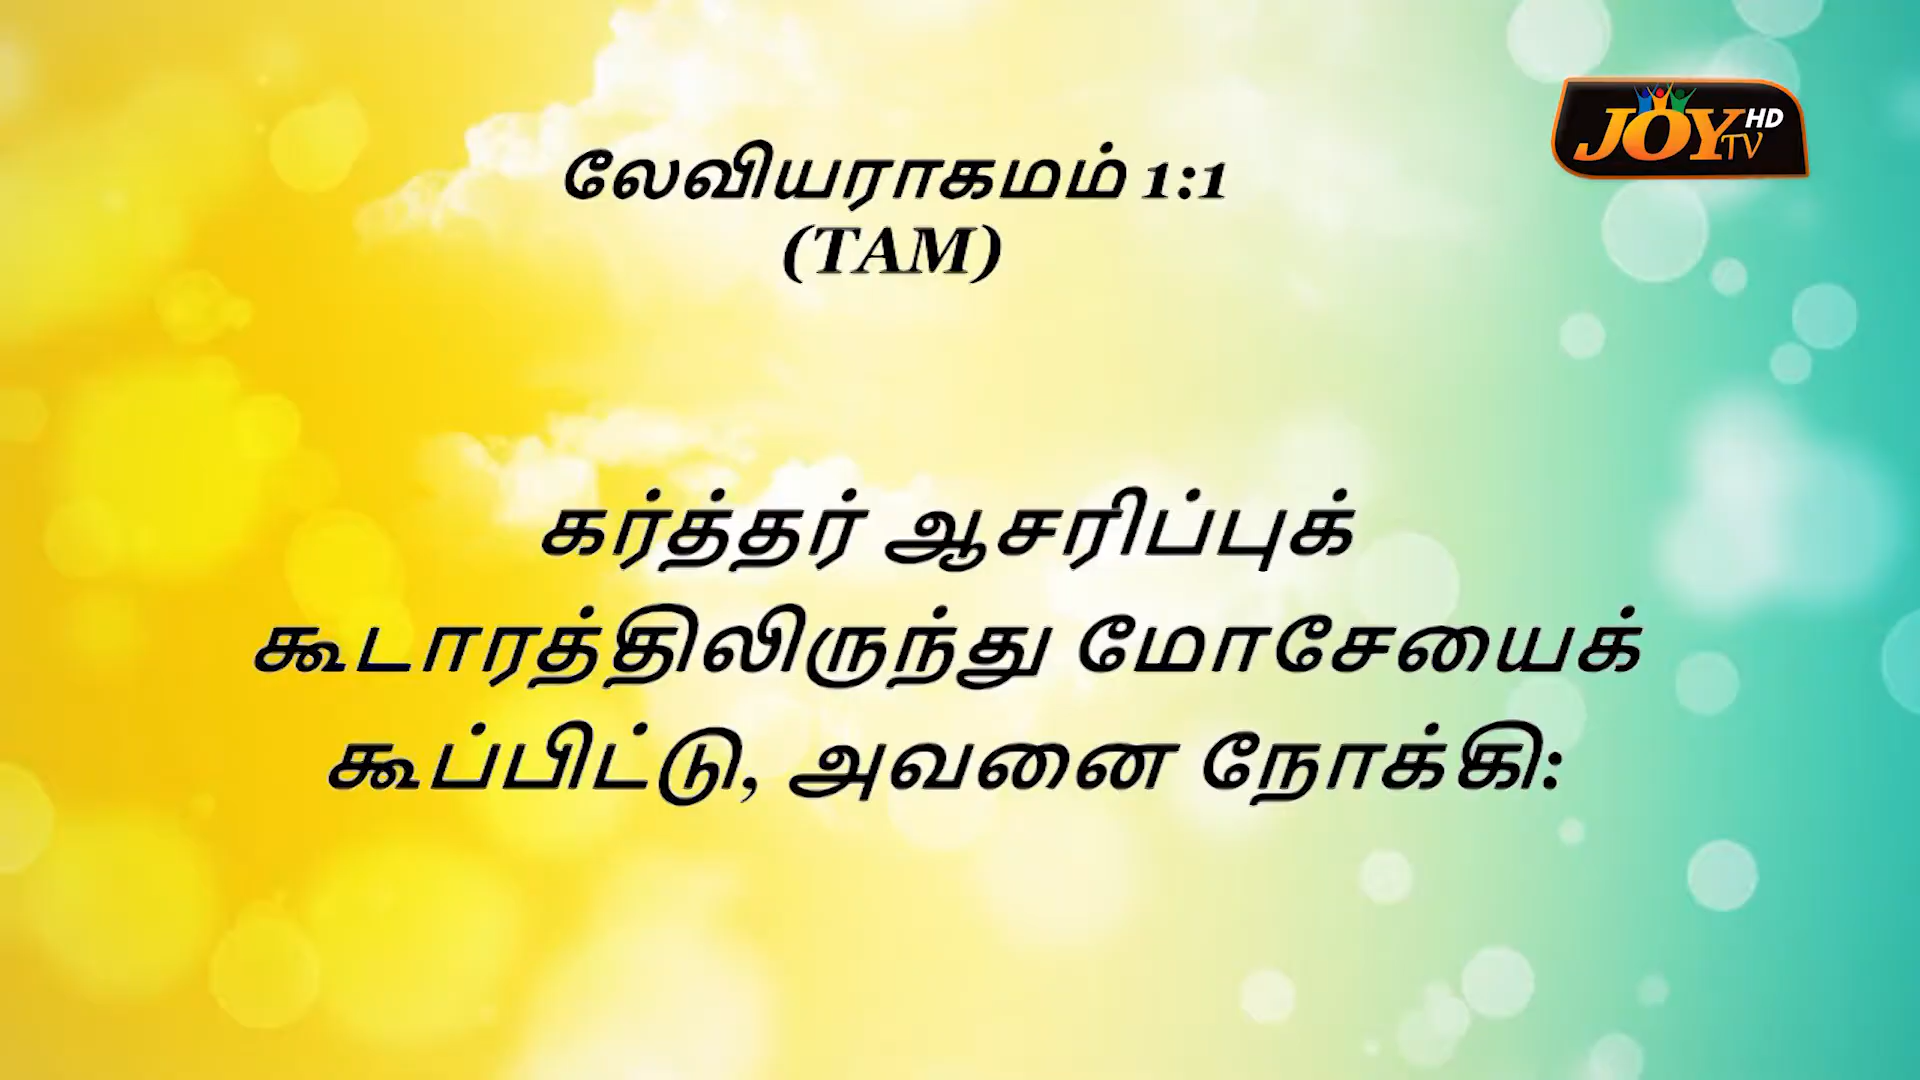 JOY TV HD
லேவியராகமம் 1:1
(TAM)
கர்த்தர் ஆசரிப்புக்
கூடாரத்திலிருந்து மோசேயைக்
கூப்பிட்டு, அவனை நோக்கி: